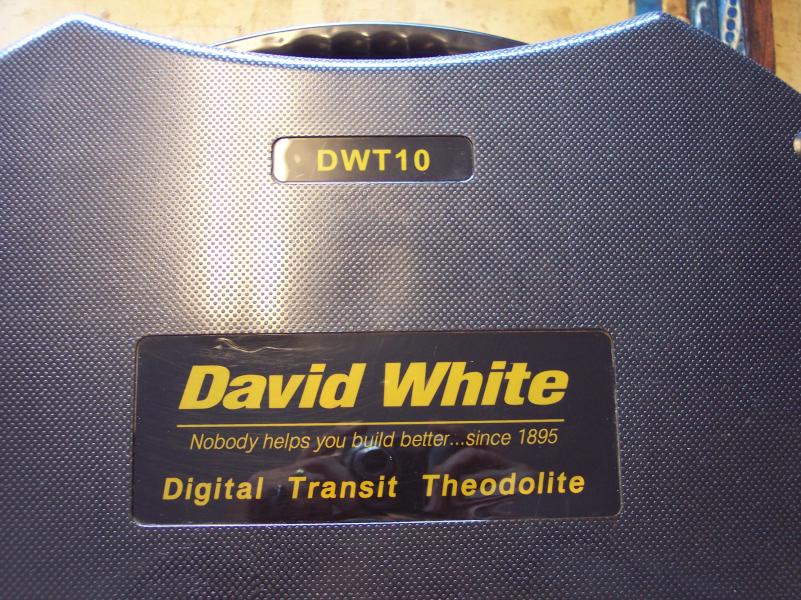 DWT10
David White
Nobody helps you build better...since 1895
Digital Transit Theodolite